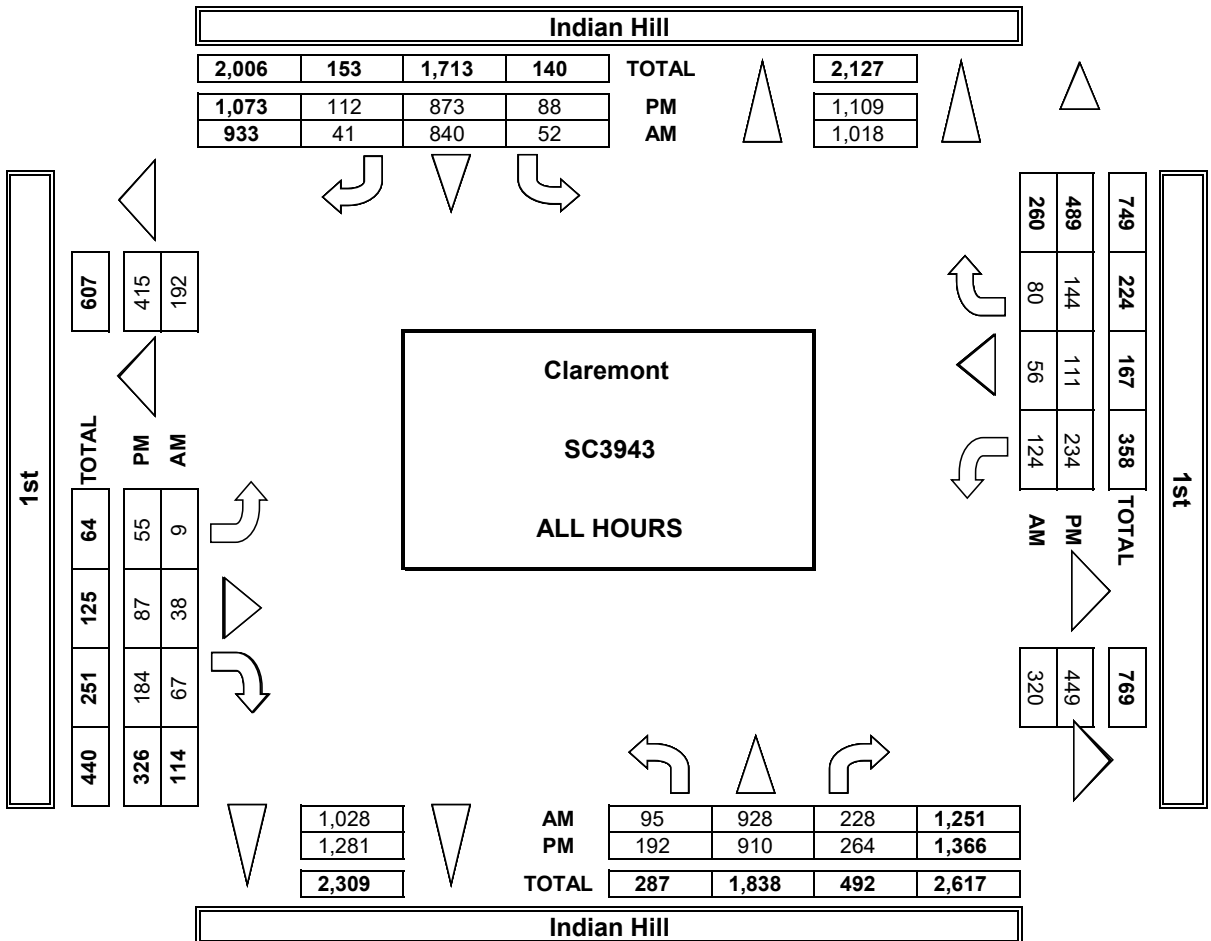 Indian Hill
2,006 153 1,713 140 TOTAL 2,127
1,073 112 873 88 PM 1,109
933 41 840 52 AM 1,018
1st
607 415 192
TOTAL PM AM
64 55 9
125 87 38
251 184 67
440 326 114
Claremont
SC3943
ALL HOURS
260 489 749
80 144 224
56 111 167
124 234 358
AM PM TOTAL
320 449 769
1st
1,028 AM 95 928 228 1,251
1,281 PM 192 910 264 1,366
2,309 TOTAL 287 1,838 492 2,617
Indian Hill